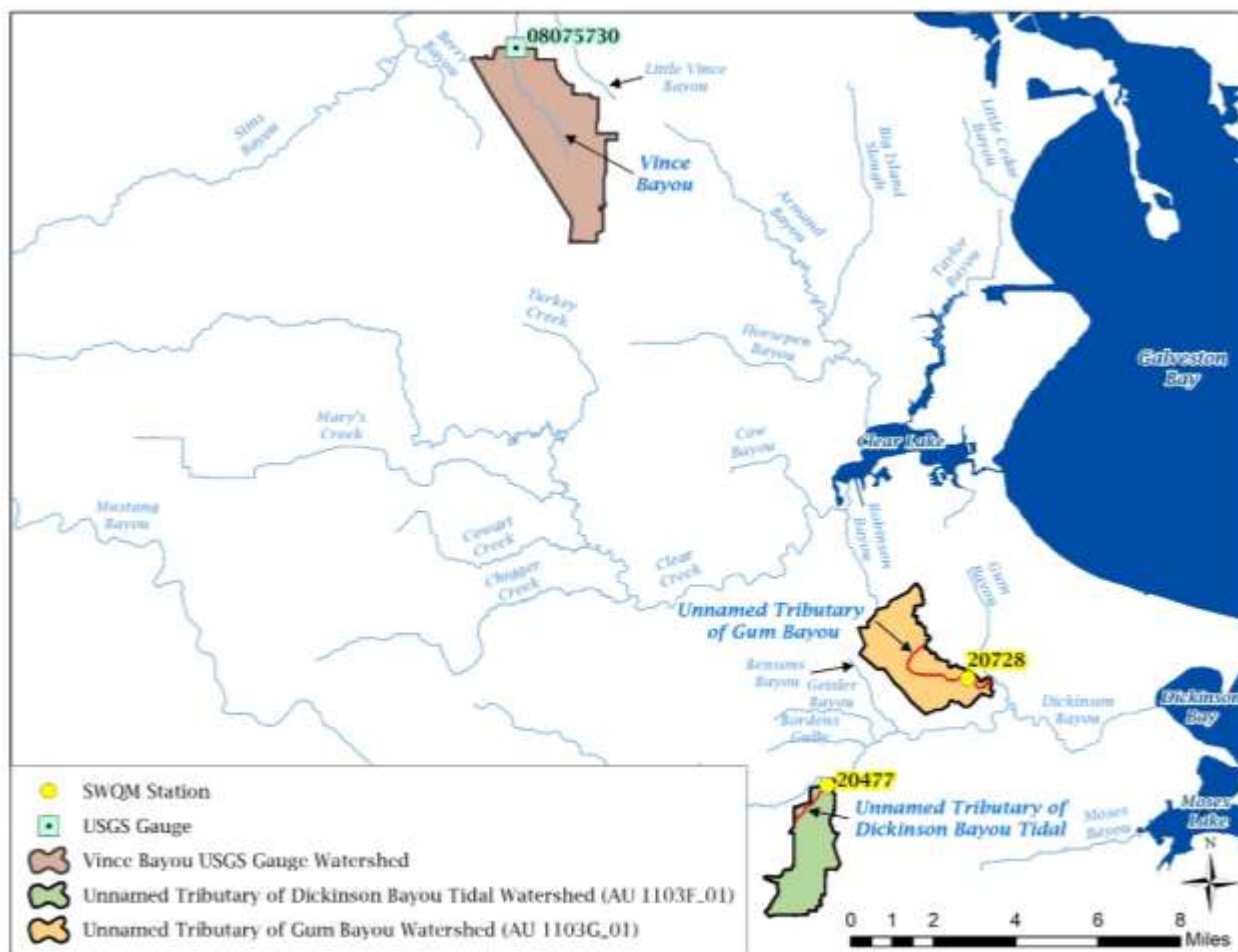 08075730
Berry
Bayou
Little Vince
Bayou
Sims
Bayou
Vince
Bayou
Big Island
Slough
Little Cedar
Bayou
Armand
Bayou
Taylor
Bayou
Turkey
Creek
Horsepen
Bayou
Galveston
Bay
Mary's
Creek
Cow
Bayou
Clear Lake
Mustang
Bayou
Robinson
Bayou
Cowart
Creek
Chigger
Creek
Clear
Creek
Gum
Bayou
Unnamed Tributary
of Gum Bayou
20728
Bensons
Bayou
Geisler
Bayou
Bordens
Gully
Dickinson
Bayou
Dickinson
Bay
20477
Unnamed Tributary of
Dickinson Bayou Tidal
Moses
Bayou
Moses
Lake
SWQM Station
USGS Gauge
Vince Bayou USGS Gauge Watershed
Unnamed Tributary of Dickinson Bayou Tidal Watershed (AU 1103F_01)
Unnamed Tributary of Gum Bayou Watershed (AU 1103G_01)
N
0 1 2 4 6 8
Miles